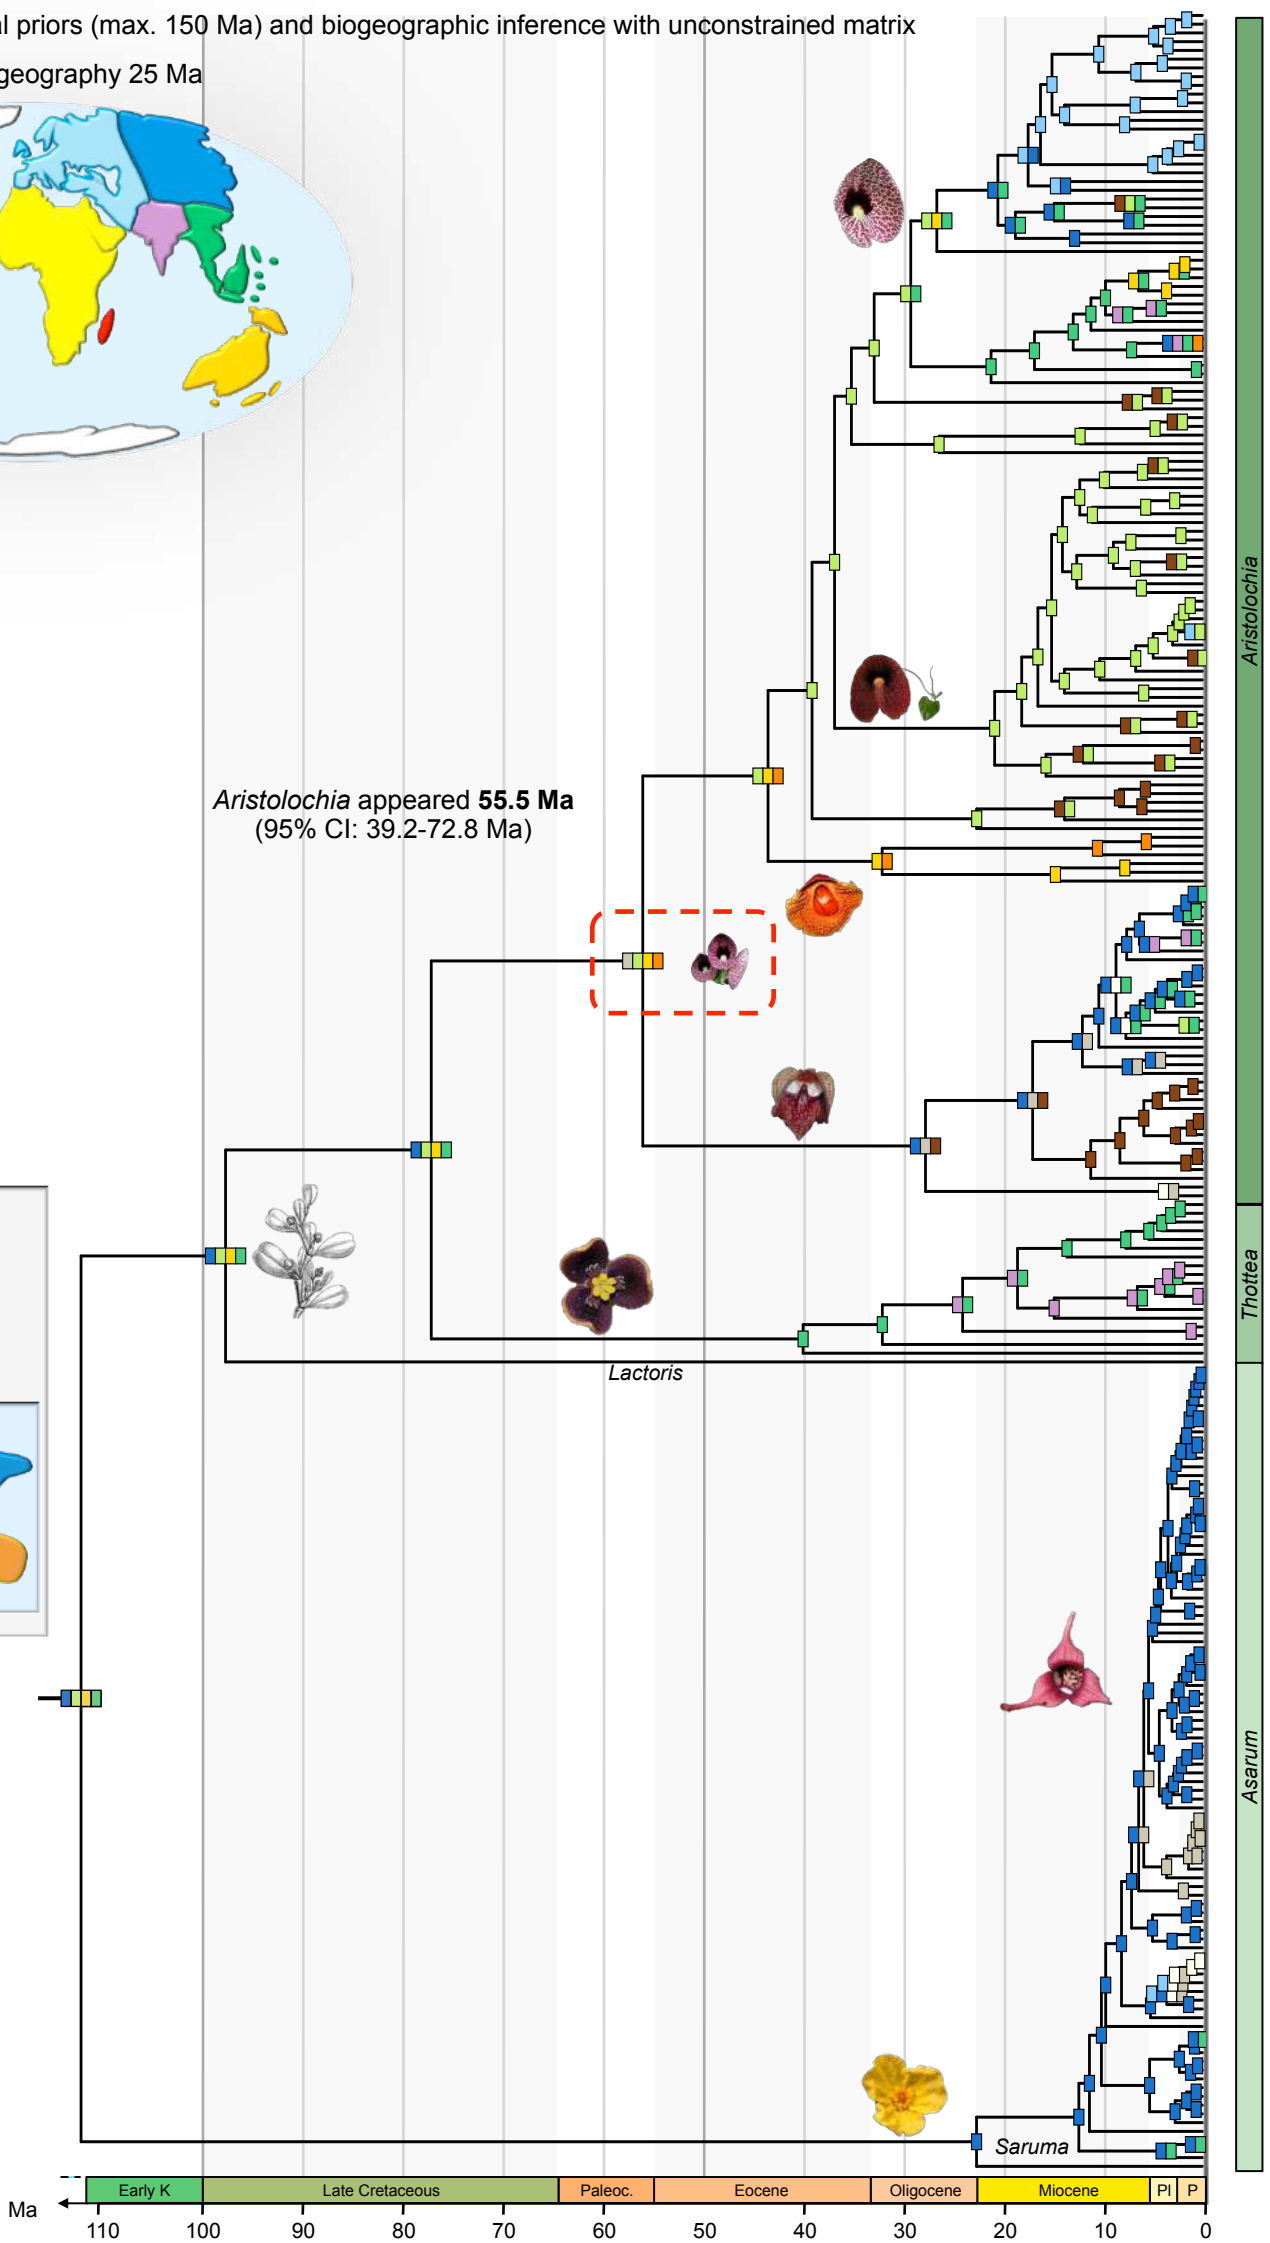 l priors (max. 150 Ma) and biogeographic inference with unconstrained matrix
geography 25 Ma
Aristolochia appeared 55.5 Ma
(95% CI: 39.2-72.8 Ma)
Aristolochia
Thottea
Lactoris
Asarum
Saruma
Early K
Late Cretaceous
Paleoc.
Eocene
Oligocene
Miocene
Pl
P
Ma
110 100 90 80 70 60 50 40 30 20 10 0